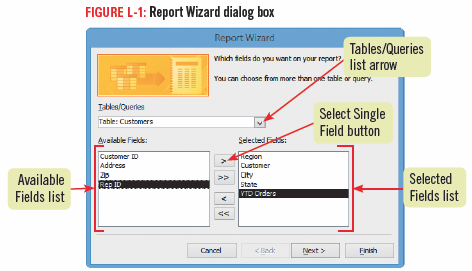 FIGURE L-1: Report Wizard dialog box
Report Wizard
Which fields do you want on your report?
You can choose from more than one table or query.
Tables/Queries
list arrow
Tables/Queries
Table: Customers
Select Single
Field button
Available Fields:
Selected Fields:
Customer ID
Address
Zip
Rep ID
>
>>
<
<<
Region
Customer
City
State
YTD Orders
Available
Fields list
Selected
Fields list
Cancel
< Back
Next >
Finish